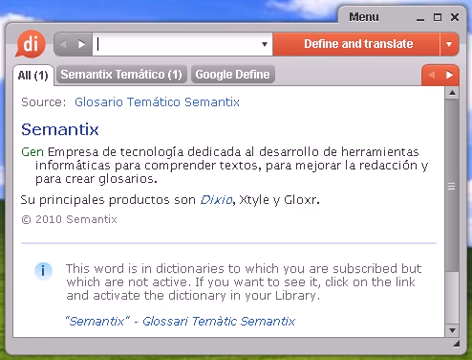 Menu
di
Define and translate
All (1) Semantix Temático (1) Google Define
Source: Glosario Temático Semantix
Semantix
Gen Empresa de tecnología dedicada al desarrollo de herramientas
informáticas para comprender textos, para mejorar la redacción y
para crear glosarios.
Su principales productos son Dixio, Xtyle y Gloxr.
© 2010 Semantix
i
This word is in dictionaries to which you are subscribed but
which are not active. If you want to see it, click on the link
and activate the dictionary in your Library.
"Semantix" - Glossari Temàtic Semantix